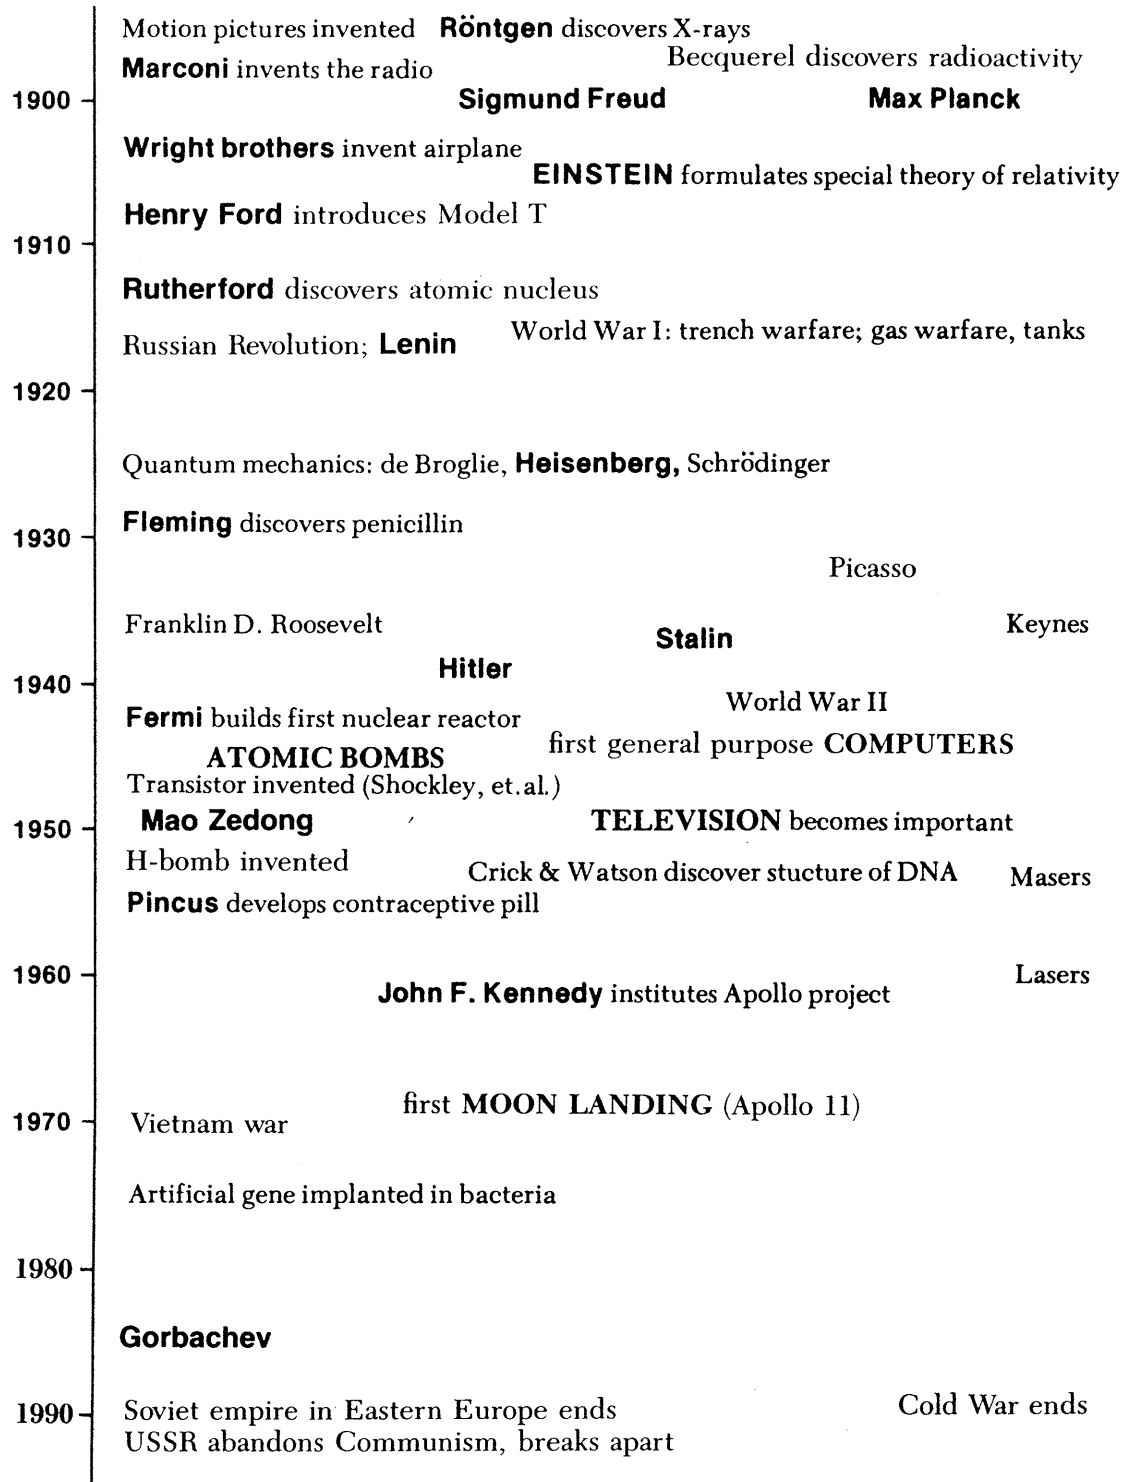 Motion pictures invented Röntgen discovers X-rays
Becquerel discovers radioactivity
Marconi invents the radio
1900 Sigmund Freud Max Planck
Wright brothers invent airplane
EINSTEIN formulates special theory of relativity
Henry Ford introduces Model T
1910
Rutherford discovers atomic nucleus
World War I: trench warfare; gas warfare, tanks
Russian Revolution; Lenin
1920
Quantum mechanics: de Broglie, Heisenberg, Schrödinger
Fleming discovers penicillin
1930
Picasso
Franklin D. Roosevelt Keynes
Stalin
Hitler
1940
World War II
Fermi builds first nuclear reactor
first general purpose COMPUTERS
ATOMIC BOMBS
Transistor invented (Shockley, et.al.)
Mao Zedong TELEVISION becomes important
1950
H-bomb invented
Crick & Watson discover stucture of DNA Masers
Pincus develops contraceptive pill
1960 Lasers
John F. Kennedy institutes Apollo project
first MOON LANDING (Apollo 11)
1970 Vietnam war
Artificial gene implanted in bacteria
1980
Gorbachev
Cold War ends
1990 Soviet empire in Eastern Europe ends
USSR abandons Communism, breaks apart